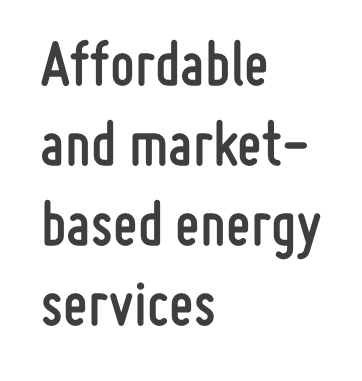 Affordable
and market-
based energy
services